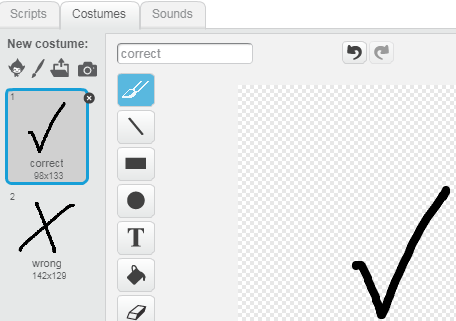 Scripts
Costumes
Sounds
New costume:
correct
1
correct
98x133
2
wrong
142x129
T